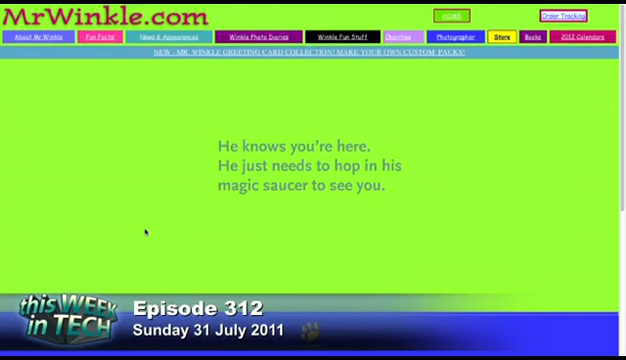 MrWinkle.com
HOME
Order Tracking
About Mr.Winkle
Fun Facts!
News & Appearances
Winkle Photo Diaries
Winkle Fun Stuff
Charities
Photographer
Store
Books
2012 Calendars
NEW - MR. WINKLE GREETING CARD COLLECTION! MAKE YOUR OWN CUSTOM PACKS!
He knows you're here.
He just needs to hop in his
magic saucer to see you.
this WEEK
in TECH
Episode 312
Sunday 31 July 2011